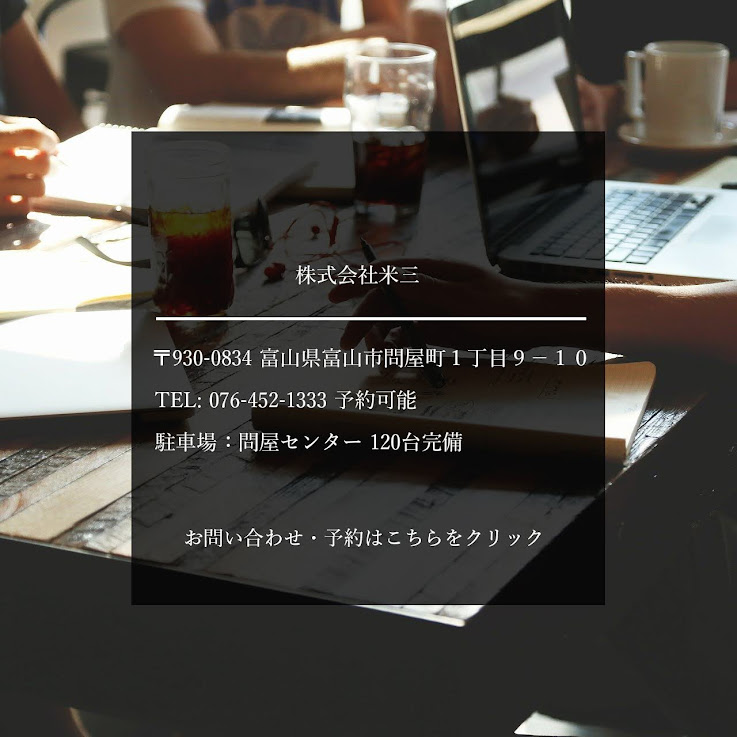 株式会社米三
〒930-0834 富山県富山市問屋町１丁目９－１０
TEL: 076-452-1333 予約可能
駐車場：問屋センター 120台完備
お問い合わせ・予約はこちらをクリック